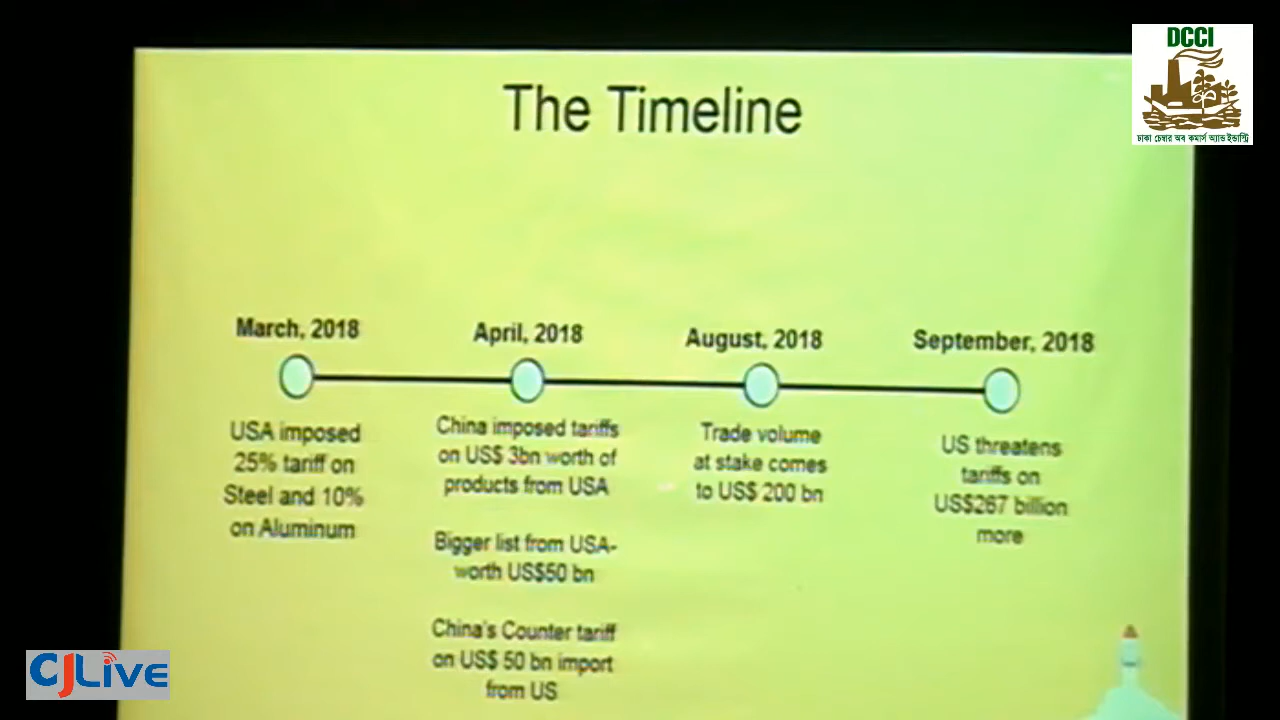 DCCI
ঢাকা চেম্বার অব কমার্স অ্যান্ড ইন্ডাস্ট্রি
The Timeline
March, 2018
USA imposed
25% tariff on
Steel and 10%
on Aluminum
April, 2018
China imposed tariffs
on US$ 3bn worth of
products from USA
Bigger list from USA-
worth US$50 bn
China's Counter tariff
on US$ 50 bn import
from US
August, 2018
Trade volume
at stake comes
to US$ 200 bn
September, 2018
US threatens
tariffs on
US$267 billion
more
CJLive